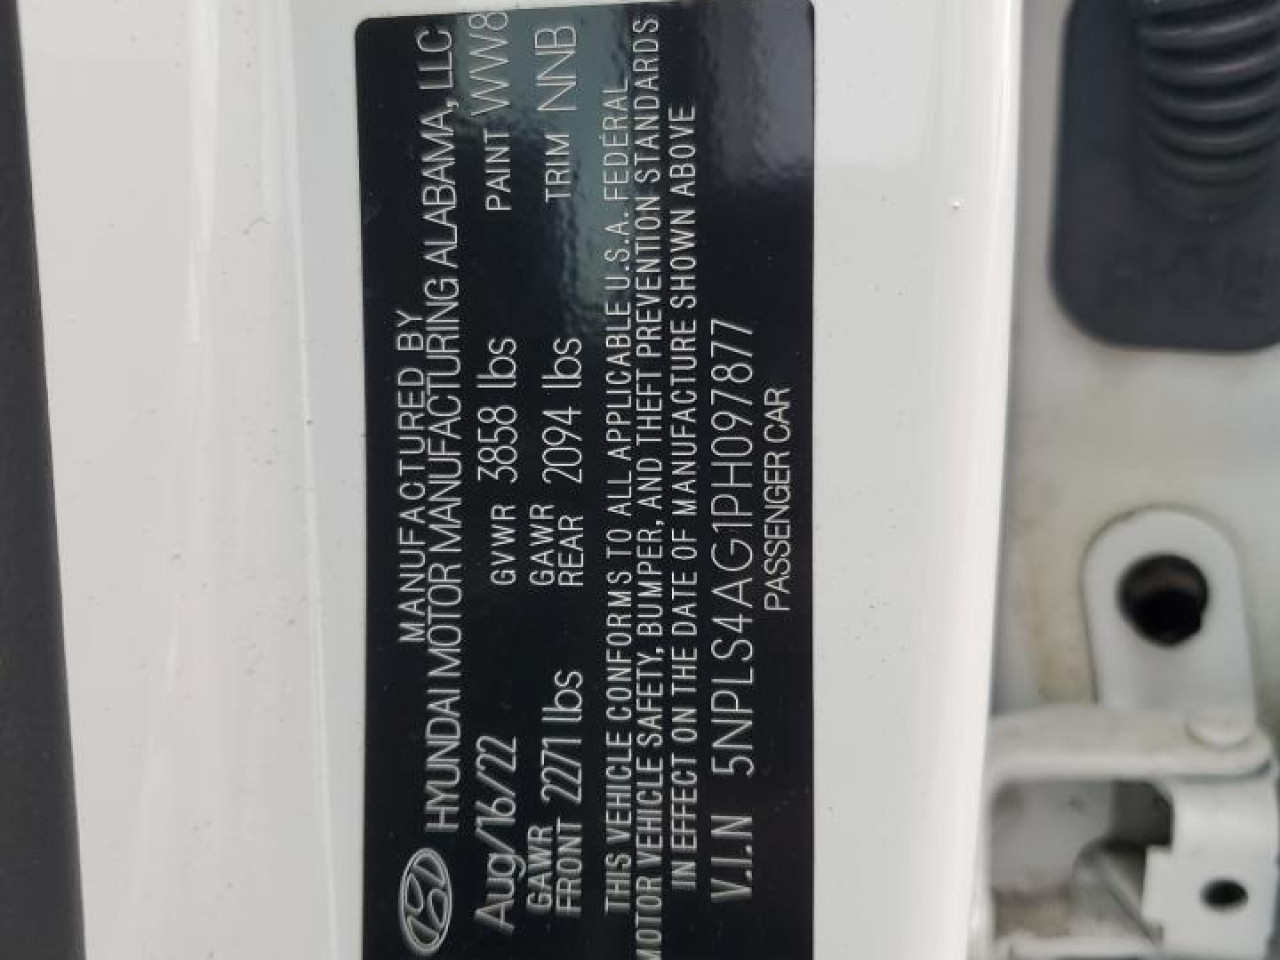 MANUFACTURED BY
HYUNDAI MOTOR MANUFACTURING ALABAMA, LLC
Aug/16/22 GVWR 3858 lbs PAINT WW8
GAWR FRONT 2271 lbs GAWR REAR 2094 lbs TRIM NNB
THIS VEHICLE CONFORMS TO ALL APPLICABLE U.S.A. FEDERAL
MOTOR VEHICLE SAFETY, BUMPER, AND THEFT PREVENTION STANDARDS
IN EFFECT ON THE DATE OF MANUFACTURE SHOWN ABOVE
V.I.N 5NPLS4AG1PH097877
PASSENGER CAR